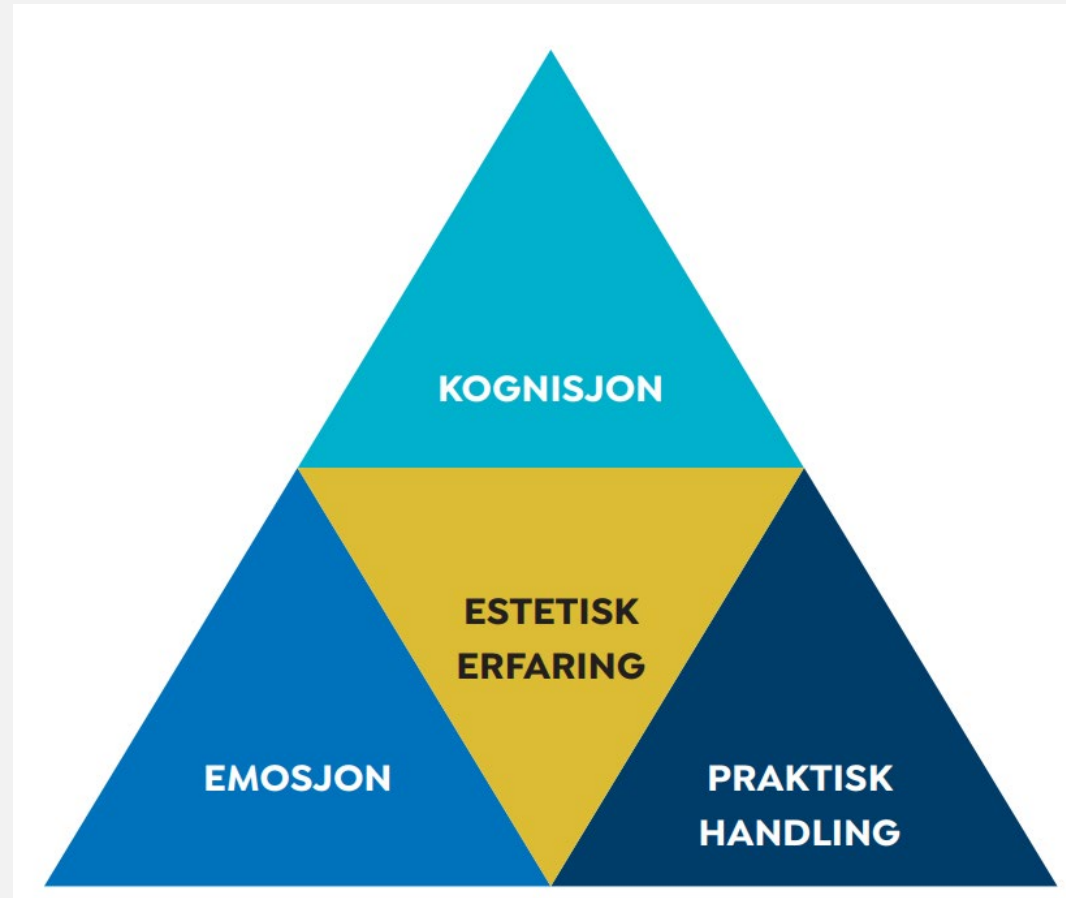 KOGNISJON
ESTETISK
ERFARING
EMOSJON
PRAKTISK
HANDLING